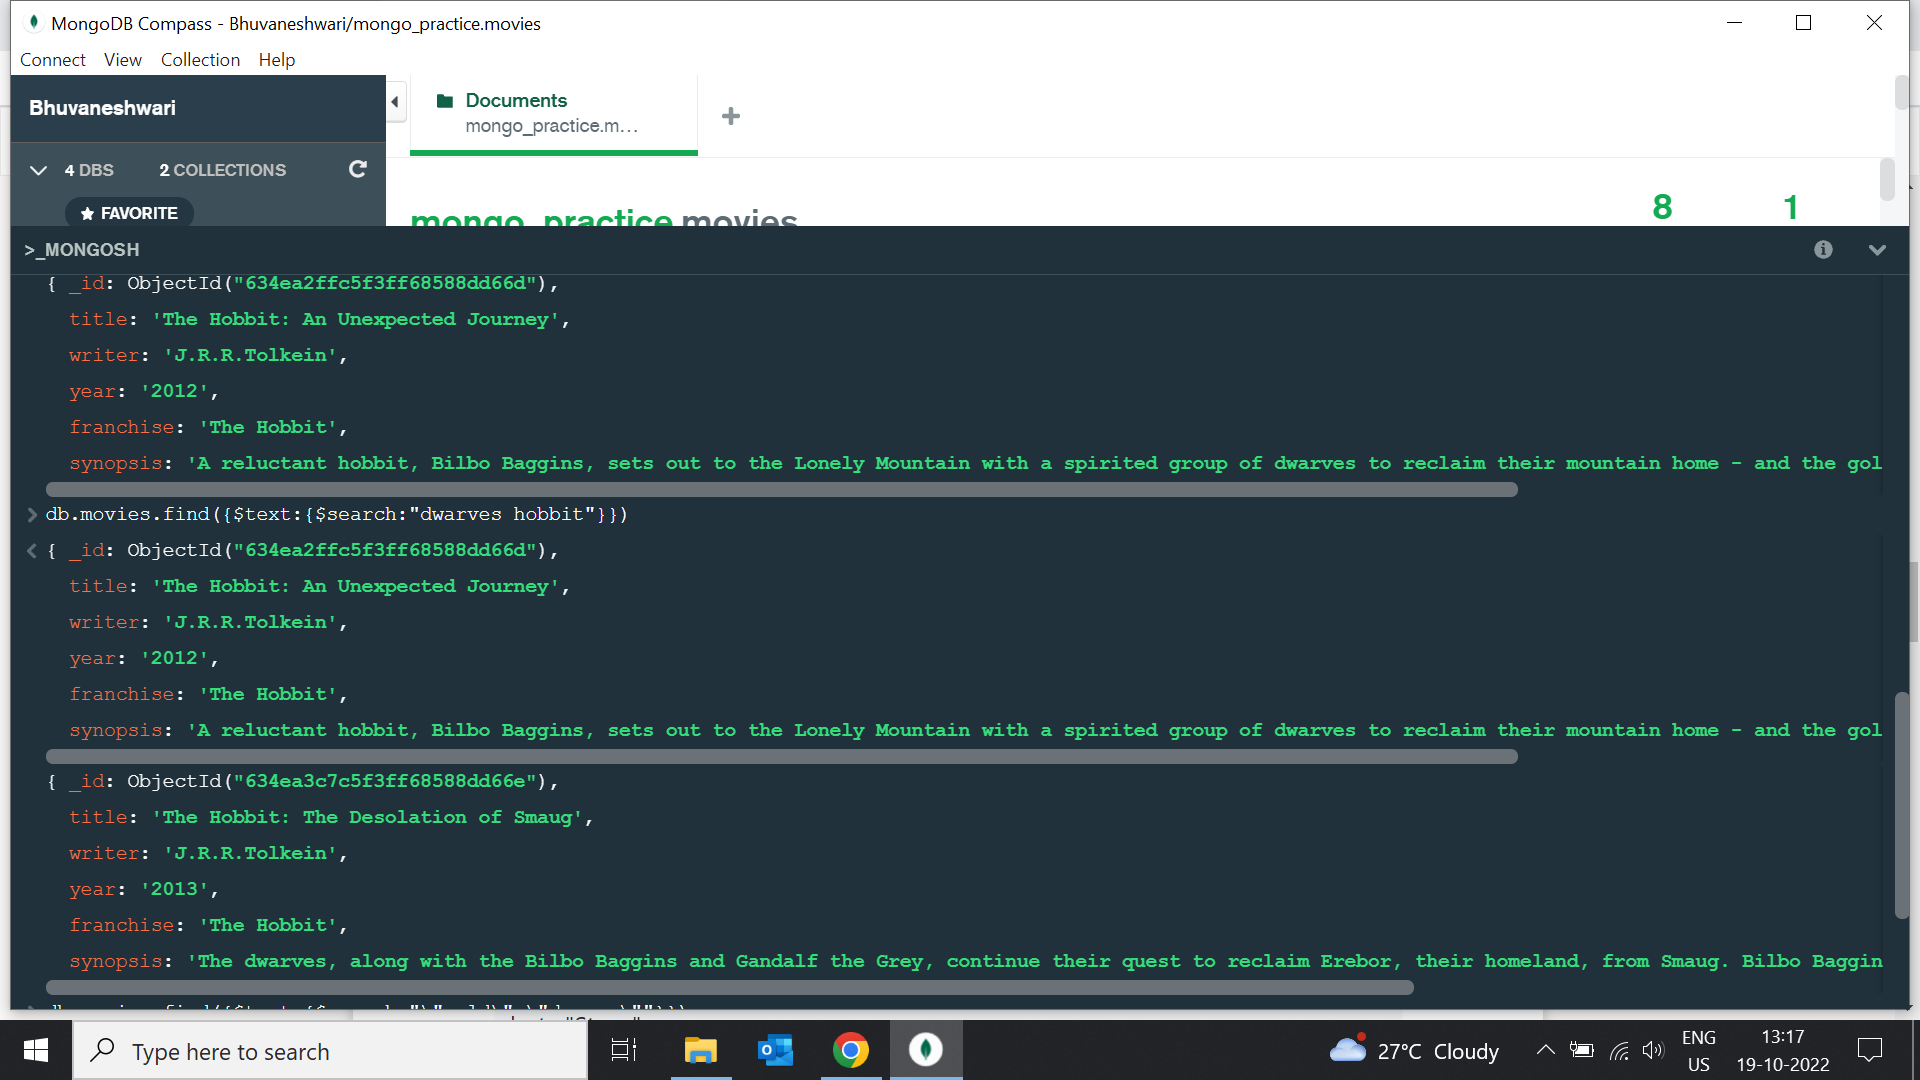 MongoDB Compass - Bhuvaneshwari/mongo_practice.movies
Connect View Collection Help
Bhuvaneshwari
Documents
mongo_practice.m...
4 DBS 2 COLLECTIONS
FAVORITE
mongo_practice.movies
8 1
>_MONGOSH
{ _id: ObjectId("634ea2ffc5f3ff68588dd66d"),
title: 'The Hobbit: An Unexpected Journey',
writer: 'J.R.R.Tolkein',
year: '2012',
franchise: 'The Hobbit',
synopsis: 'A reluctant hobbit, Bilbo Baggins, sets out to the Lonely Mountain with a spirited group of dwarves to reclaim their mountain home - and the gol
> db.movies.find({$text:{$search:"dwarves hobbit"}})
< { _id: ObjectId("634ea2ffc5f3ff68588dd66d"),
title: 'The Hobbit: An Unexpected Journey',
writer: 'J.R.R.Tolkein',
year: '2012',
franchise: 'The Hobbit',
synopsis: 'A reluctant hobbit, Bilbo Baggins, sets out to the Lonely Mountain with a spirited group of dwarves to reclaim their mountain home - and the gol
{ _id: ObjectId("634ea3c7c5f3ff68588dd66e"),
title: 'The Hobbit: The Desolation of Smaug',
writer: 'J.R.R.Tolkein',
year: '2013',
franchise: 'The Hobbit',
synopsis: 'The dwarves, along with the Bilbo Baggins and Gandalf the Grey, continue their quest to reclaim Erebor, their homeland, from Smaug. Bilbo Baggin
Type here to search
27°C Cloudy
ENG
US
13:17
19-10-2022